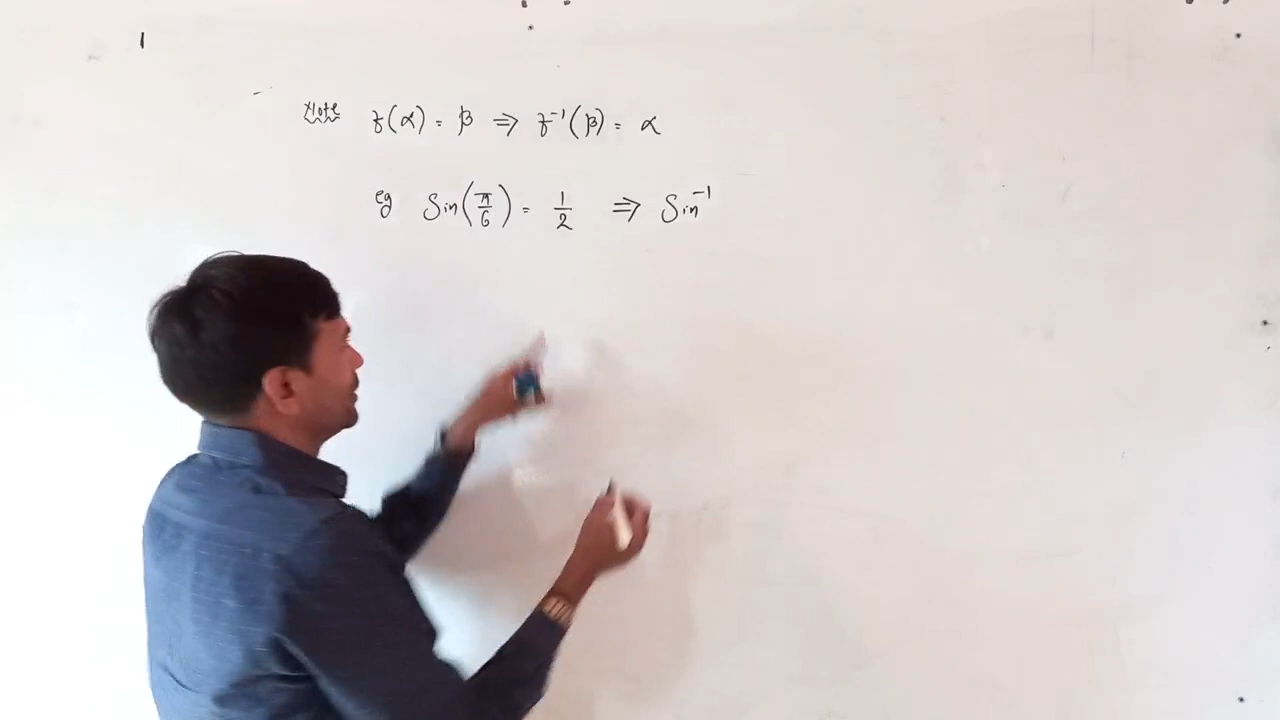 Note f(α) = β ⇒ f⁻¹(β) = α
eg Sin(π/6) = 1/2 ⇒ Sin⁻¹